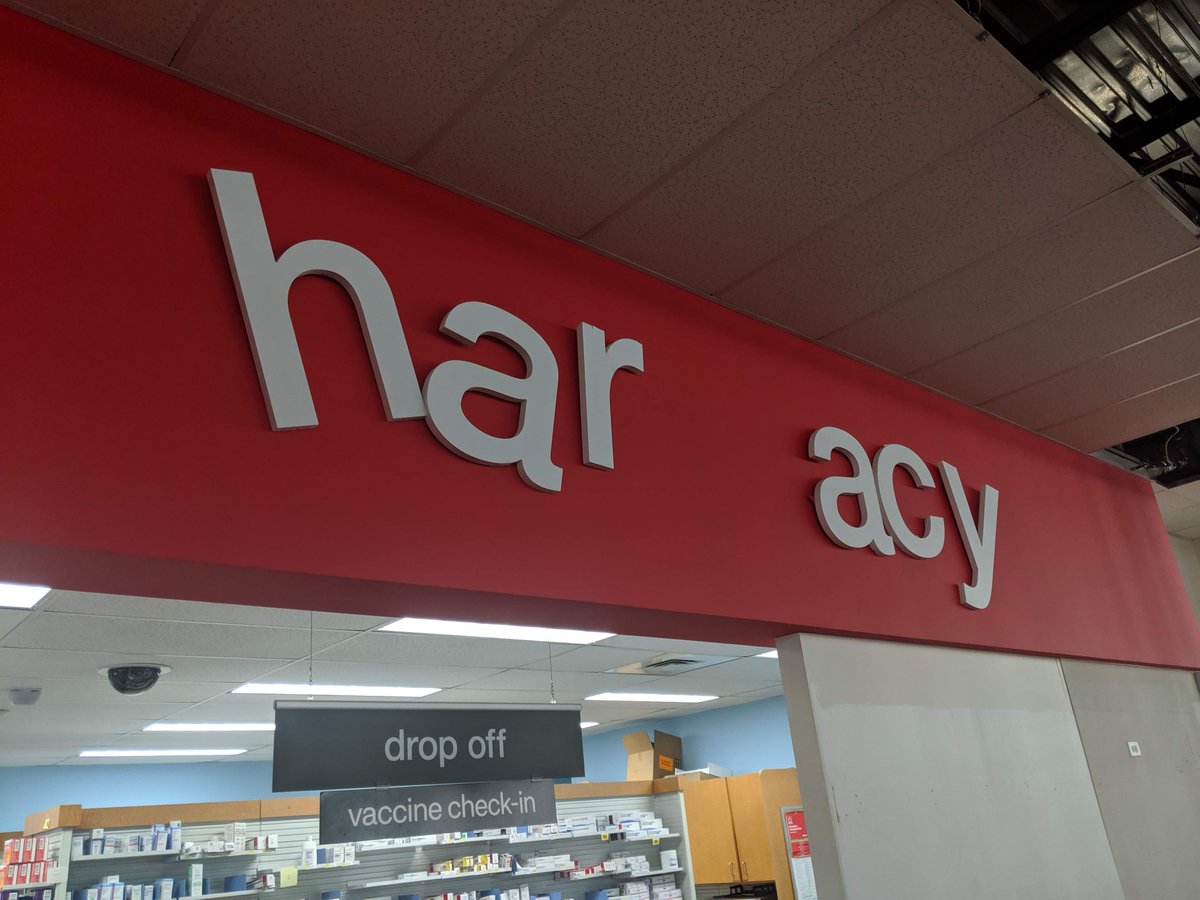 har acy
drop off
vaccine check-in